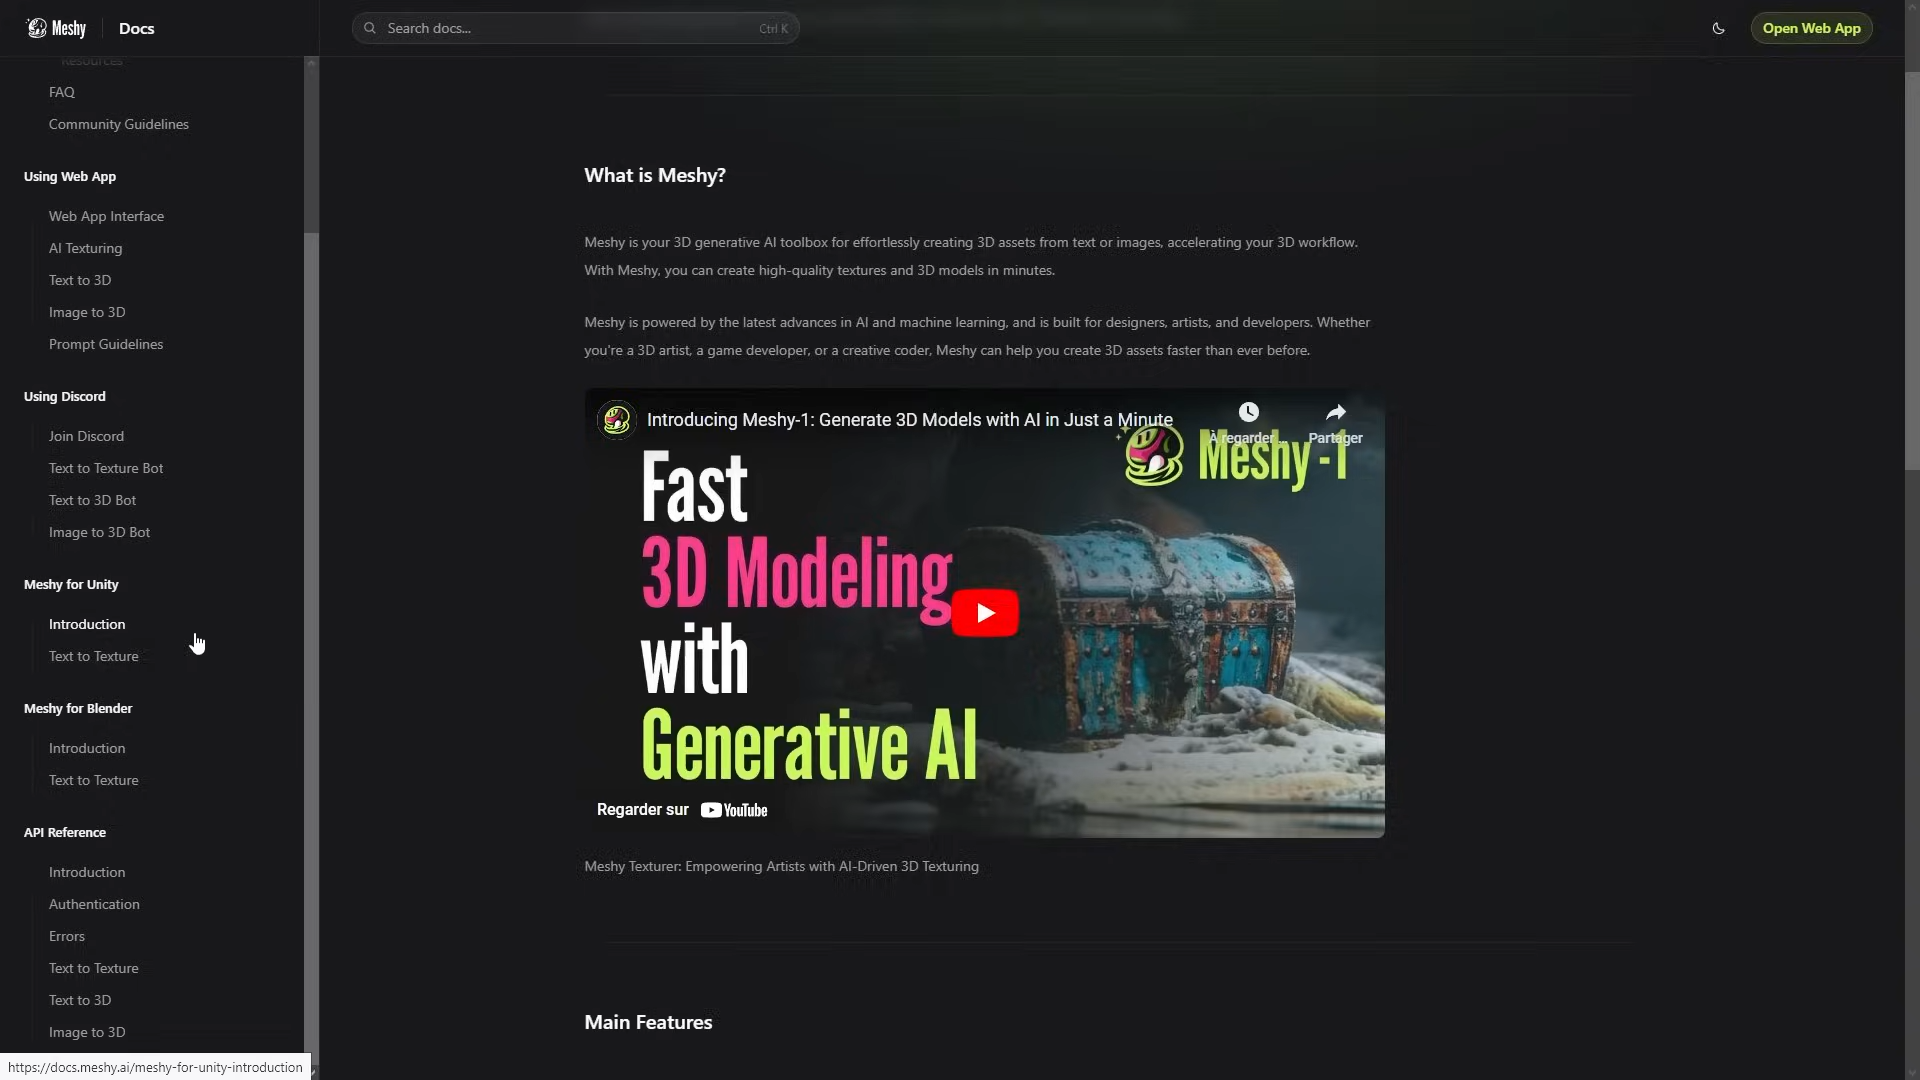 Meshy
Docs
Search docs...
Ctrl K
Open Web App
Resources
FAQ
Community Guidelines
Using Web App
Web App Interface
AI Texturing
Text to 3D
Image to 3D
Prompt Guidelines
Using Discord
Join Discord
Text to Texture Bot
Text to 3D Bot
Image to 3D Bot
Meshy for Unity
Introduction
Text to Texture
Meshy for Blender
Introduction
Text to Texture
API Reference
Introduction
Authentication
Errors
Text to Texture
Text to 3D
Image to 3D
https://docs.meshy.ai/meshy-for-unity-introduction
What is Meshy?
Meshy is your 3D generative AI toolbox for effortlessly creating 3D assets from text or images, accelerating your 3D workflow.
With Meshy, you can create high-quality textures and 3D models in minutes.
Meshy is powered by the latest advances in AI and machine learning, and is built for designers, artists, and developers. Whether
you're a 3D artist, a game developer, or a creative coder, Meshy can help you create 3D assets faster than ever before.
Introducing Meshy-1: Generate 3D Models with AI in Just a Minute
À regarder ...
Partager
Meshy-1
Fast
3D Modeling
with
Generative AI
Regarder sur
YouTube
Meshy Texturer: Empowering Artists with AI-Driven 3D Texturing
Main Features